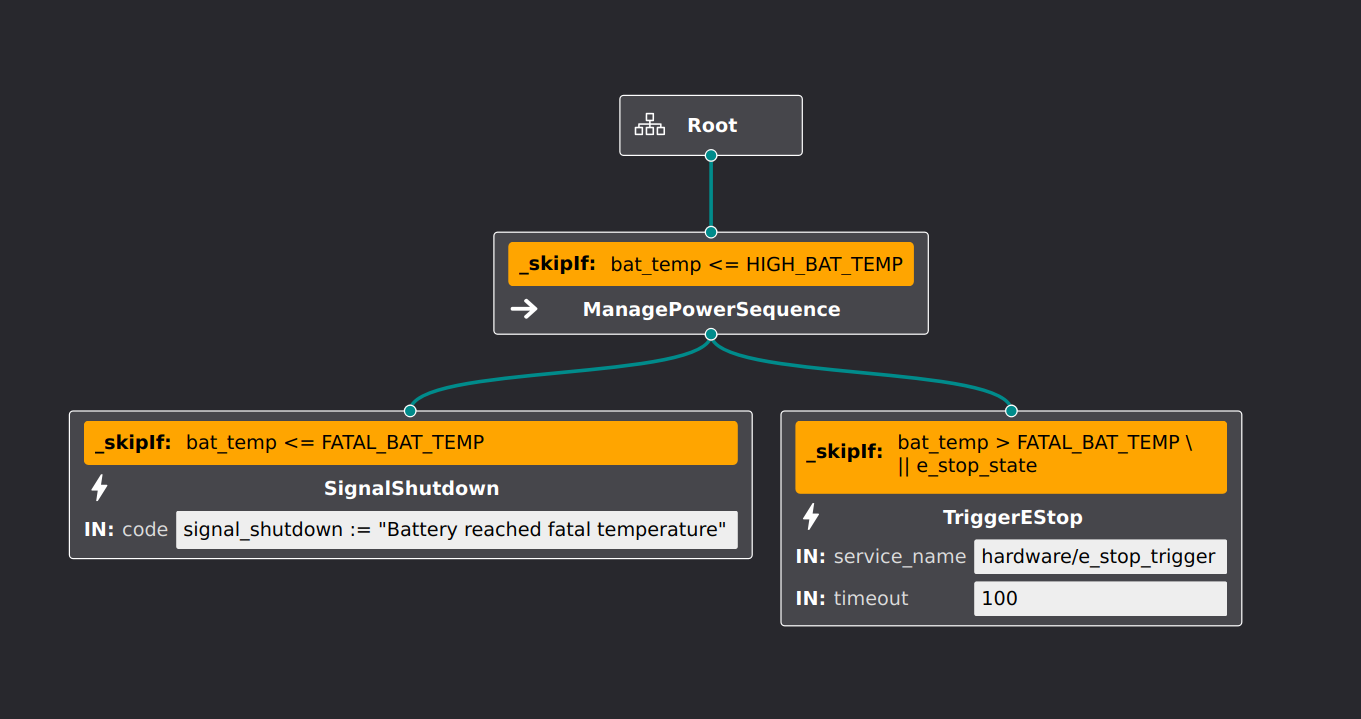 Root
_skipIf: bat_temp <= HIGH_BAT_TEMP
ManagePowerSequence
_skipIf: bat_temp <= FATAL_BAT_TEMP
SignalShutdown
IN: code signal_shutdown := "Battery reached fatal temperature"
_skipIf: bat_temp > FATAL_BAT_TEMP \
|| e_stop_state
TriggerEStop
IN: service_name hardware/e_stop_trigger
IN: timeout 100